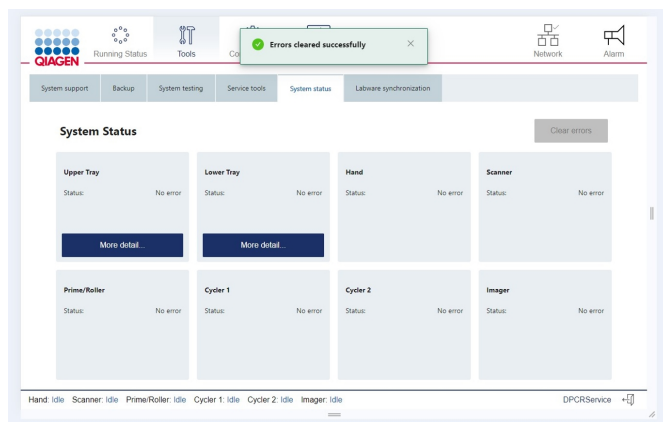 Errors cleared successfully
QIAGEN
Running Status
Tools
Co
Network
Alarm
System support Backup System testing Service tools System status Labware synchronization
System Status
Clear errors
Upper Tray
Status: No error
More detail...
Lower Tray
Status: No error
More detail...
Hand
Status: No error
Scanner
Status: No error
Prime/Roller
Status: No error
Cycler 1
Status: No error
Cycler 2
Status: No error
Imager
Status: No error
Hand: Idle Scanner: Idle Prime/Roller: Idle Cycler 1: Idle Cycler 2: Idle Imager: Idle DPCRService